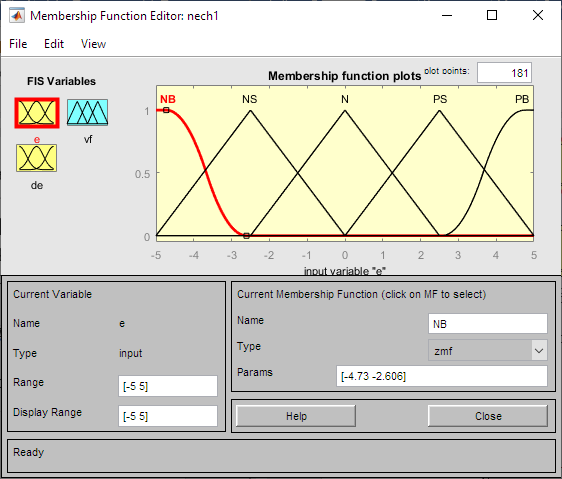 Membership Function Editor: nech1
File Edit View
FIS Variables
e
vf
de
Membership function plots
plot points:
181
NB NS N PS PB
1
0.5
0
-5 -4 -3 -2 -1 0 1 2 3 4 5
input variable "e"
Current Variable
Name e
Type input
Range [-5 5]
Display Range [-5 5]
Current Membership Function (click on MF to select)
Name NB
Type zmf
Params [-4.73 -2.606]
Help Close
Ready